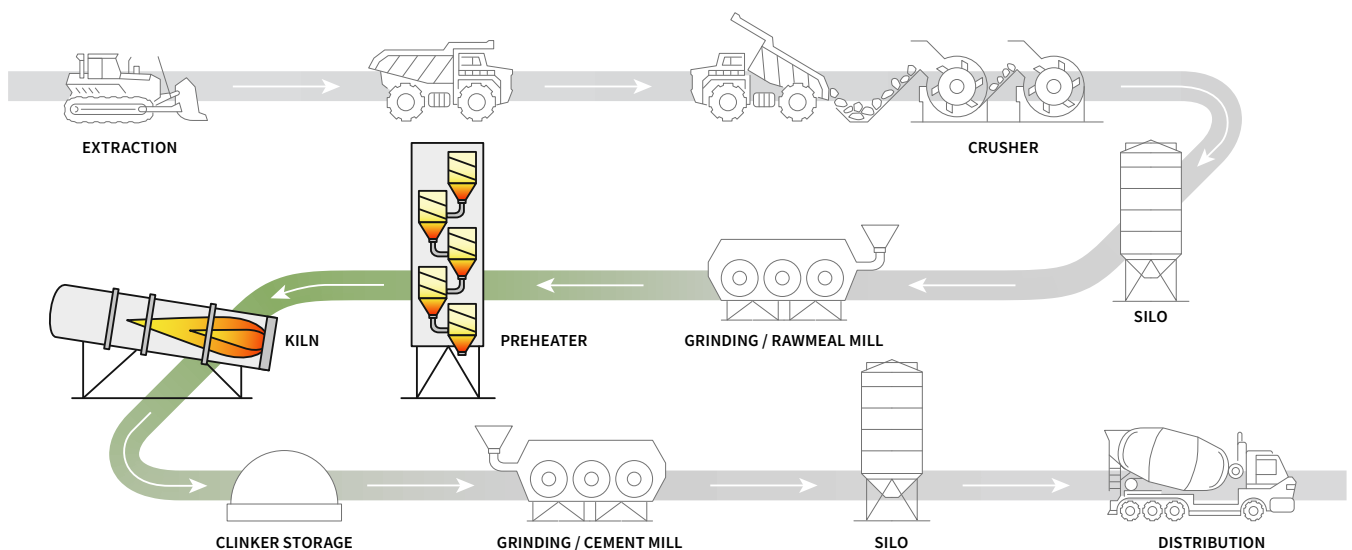 EXTRACTION
CRUSHER
SILO
GRINDING / RAWMEAL MILL
PREHEATER
KILN
CLINKER STORAGE
GRINDING / CEMENT MILL
SILO
DISTRIBUTION